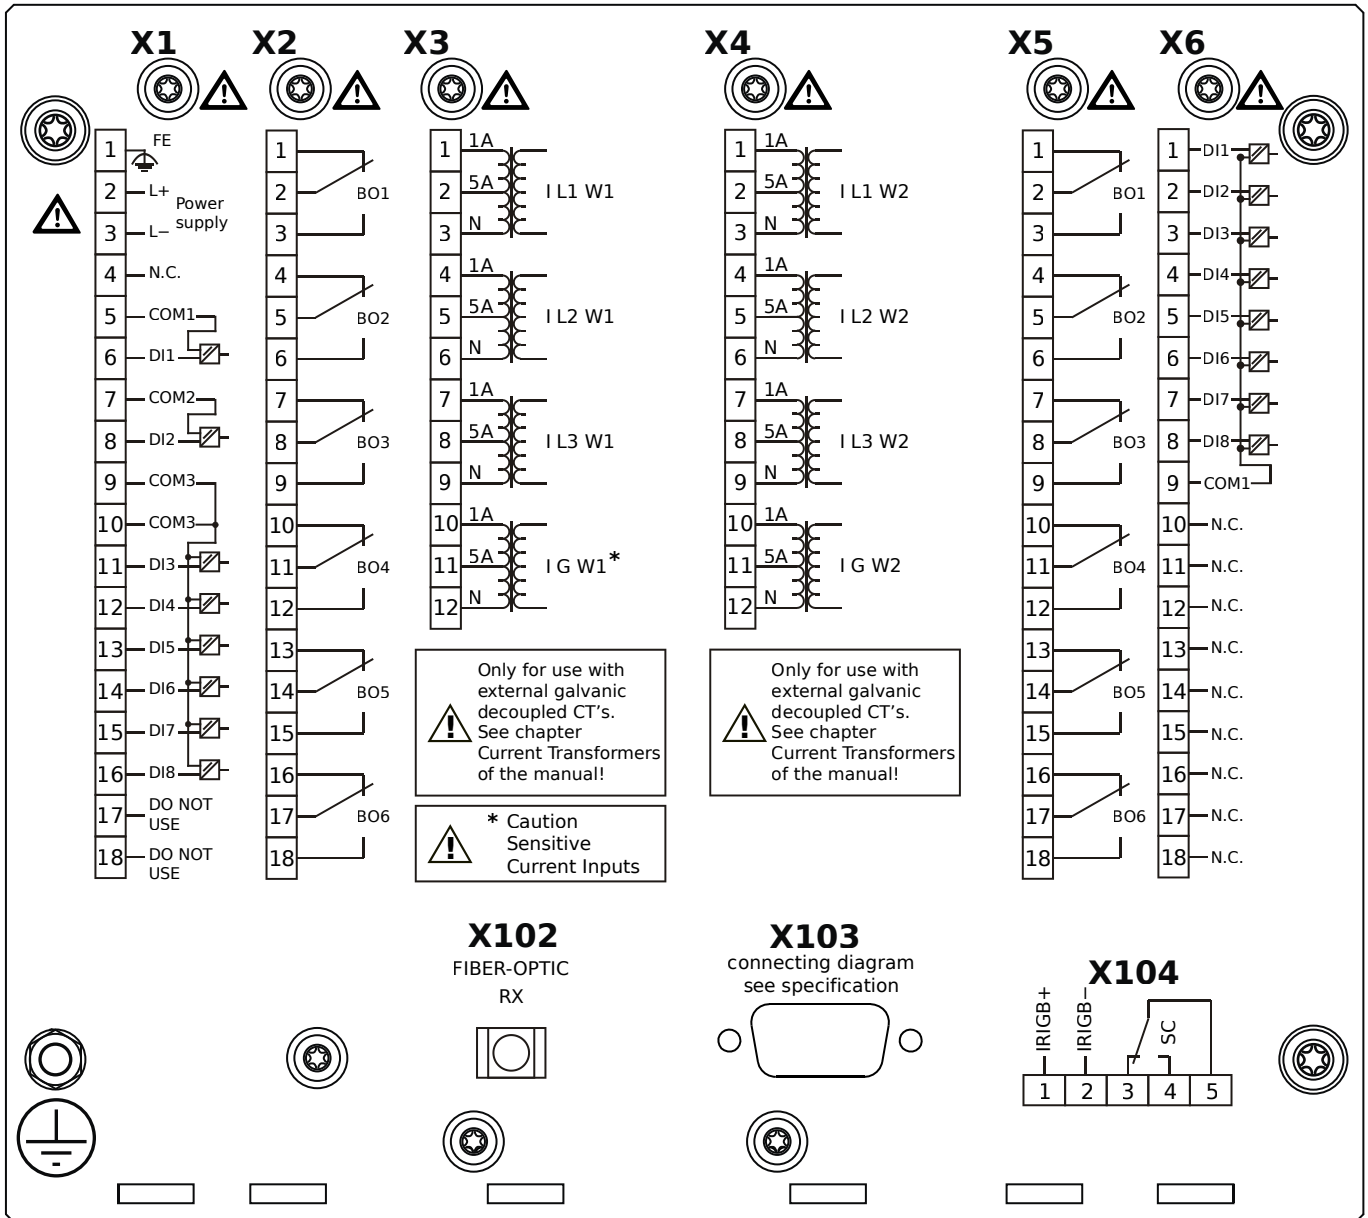 X1
X2
X3
X4
X5
X6
1 FE
2 L+
Power
supply
3 L−
4 N.C.
5 COM1
6 DI1
7 COM2
8 DI2
9 COM3
10 COM3
11 DI3
12 DI4
13 DI5
14 DI6
15 DI7
16 DI8
17 DO NOT
USE
18 DO NOT
USE
1
2 BO1
3
4
5 BO2
6
7
8 BO3
9
10
11 BO4
12
13
14 BO5
15
16
17 BO6
18
1 1A
2 5A I L1 W1
3 N
4 1A
5 5A I L2 W1
6 N
7 1A
8 5A I L3 W1
9 N
10 1A
11 5A I G W1*
12 N
Only for use with
external galvanic
decoupled CT's.
See chapter
Current Transformers
of the manual!
* Caution
Sensitive
Current Inputs
1 1A
2 5A I L1 W2
3 N
4 1A
5 5A I L2 W2
6 N
7 1A
8 5A I L3 W2
9 N
10 1A
11 5A I G W2
12 N
Only for use with
external galvanic
decoupled CT's.
See chapter
Current Transformers
of the manual!
1
2 BO1
3
4
5 BO2
6
7
8 BO3
9
10
11 BO4
12
13
14 BO5
15
16
17 BO6
18
1 DI1
2 DI2
3 DI3
4 DI4
5 DI5
6 DI6
7 DI7
8 DI8
9 COM1
10 N.C.
11 N.C.
12 N.C.
13 N.C.
14 N.C.
15 N.C.
16 N.C.
17 N.C.
18 N.C.
X102
FIBER-OPTIC
RX
X103
connecting diagram
see specification
X104
IRIGB+
IRIGB−
SC
1 2 3 4 5